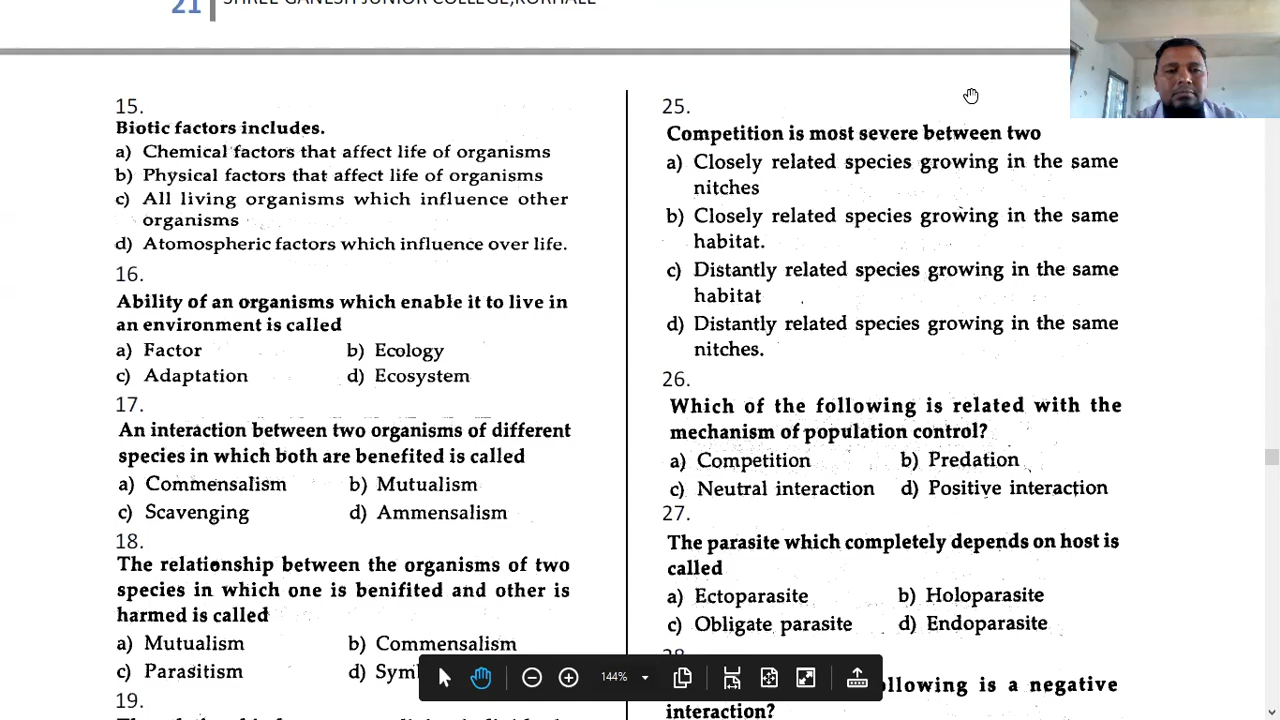 21 SHREE GANESH JUNIOR COLLEGE,KORHALE
15.
Biotic factors includes.
a) Chemical factors that affect life of organisms
b) Physical factors that affect life of organisms
c) All living organisms which influence other
organisms
d) Atomospheric factors which influence over life.
16.
Ability of an organisms which enable it to live in
an environment is called
a) Factor b) Ecology
c) Adaptation d) Ecosystem
17.
An interaction between two organisms of different
species in which both are benefited is called
a) Commensalism b) Mutualism
c) Scavenging d) Ammensalism
18.
The relationship between the organisms of two
species in which one is benifited and other is
harmed is called
a) Mutualism b) Commensalism
c) Parasitism d)
19.
25.
Competition is most severe between two
a) Closely related species growing in the same
nitches
b) Closely related species growing in the same
habitat.
c) Distantly related species growing in the same
habitat
d) Distantly related species growing in the same
nitches.
26.
Which of the following is related with the
mechanism of population control?
a) Competition b) Predation
c) Neutral interaction d) Positive interaction
27.
The parasite which completely depends on host is
called
a) Ectoparasite b) Holoparasite
c) Obligate parasite d) Endoparasite
28.
is a negative
interaction?
144%